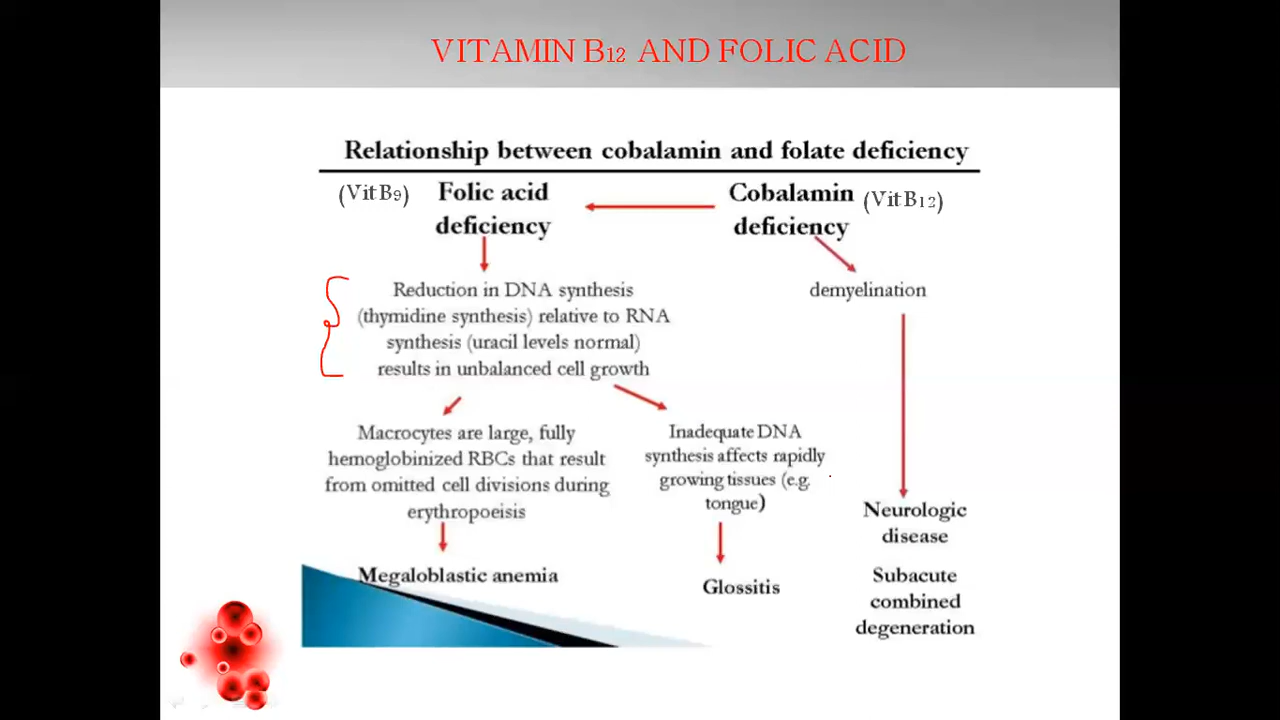 VITAMIN B12 AND FOLIC ACID
Relationship between cobalamin and folate deficiency
(Vit B9) Folic acid
deficiency
Cobalamin (Vit B12)
deficiency
Reduction in DNA synthesis
(thymidine synthesis) relative to RNA
synthesis (uracil levels normal)
results in unbalanced cell growth
demyelination
Macrocytes are large, fully
hemoglobinized RBCs that result
from omitted cell divisions during
erythropoeisis
Inadequate DNA
synthesis affects rapidly
growing tissues (e.g.
tongue)
Megaloblastic anemia
Glossitis
Neurologic
disease
Subacute
combined
degeneration